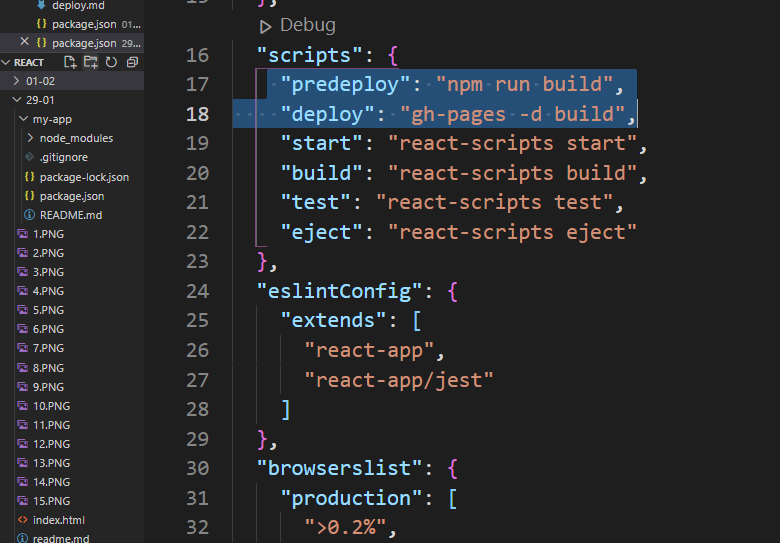 deploy.md
package.json 01...
package.json 29...
REACT
01-02
29-01
my-app
node_modules
.gitignore
package-lock.json
package.json
README.md
1.PNG
2.PNG
3.PNG
4.PNG
5.PNG
6.PNG
7.PNG
8.PNG
9.PNG
10.PNG
11.PNG
12.PNG
13.PNG
14.PNG
15.PNG
index.html
readme.md
15 },
Debug
16 "scripts": {
17 "predeploy": "npm run build",
18 "deploy": "gh-pages -d build",
19 "start": "react-scripts start",
20 "build": "react-scripts build",
21 "test": "react-scripts test",
22 "eject": "react-scripts eject"
23 },
24 "eslintConfig": {
25 "extends": [
26 "react-app",
27 "react-app/jest"
28 ]
29 },
30 "browserslist": {
31 "production": [
32 ">0.2%",